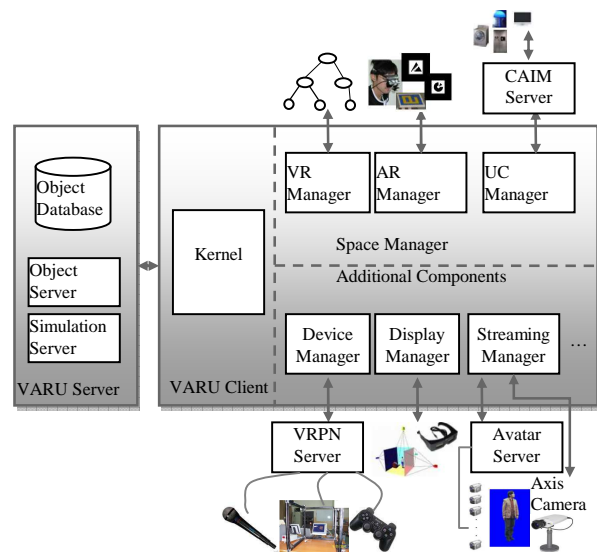 CAIM
Server
Object
Database
Object
Server
Simulation
Server
VARU Server
Kernel
VARU Client
VR
Manager
AR
Manager
UC
Manager
Space Manager
Additional Components
Device
Manager
Display
Manager
Streaming
Manager
…
VRPN
Server
Avatar
Server
Axis
Camera